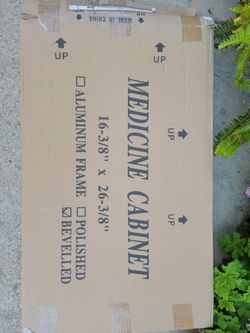 MADE IN CHINA
UP
UP
MEDICINE CABINET
16-3/8" x 26-3/8"
☐ ALUMINUM FRAME
☐ POLISHED
☑ BEVELLED
UP
UP